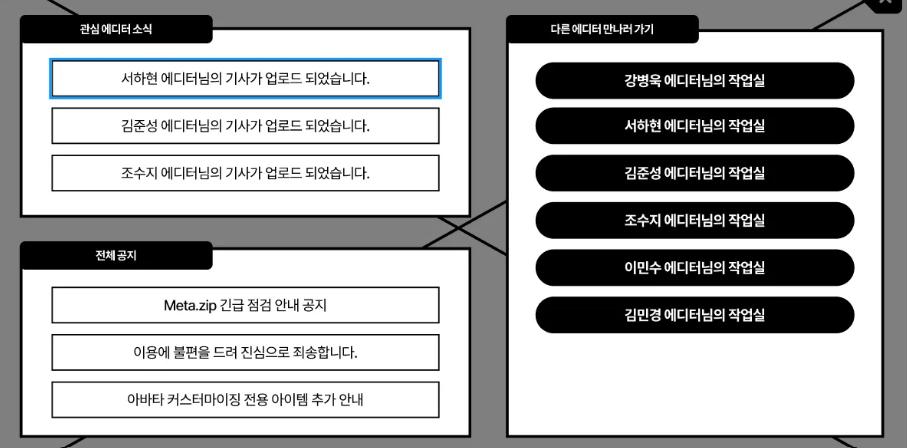 관심 에디터 소식
서하현 에디터님의 기사가 업로드 되었습니다.
김준성 에디터님의 기사가 업로드 되었습니다.
조수지 에디터님의 기사가 업로드 되었습니다.
전체 공지
Meta.zip 긴급 점검 안내 공지
이용에 불편을 드려 진심으로 죄송합니다.
아바타 커스터마이징 전용 아이템 추가 안내
다른 에디터 만나러 가기
강병욱 에디터님의 작업실
서하현 에디터님의 작업실
김준성 에디터님의 작업실
조수지 에디터님의 작업실
이민수 에디터님의 작업실
김민경 에디터님의 작업실